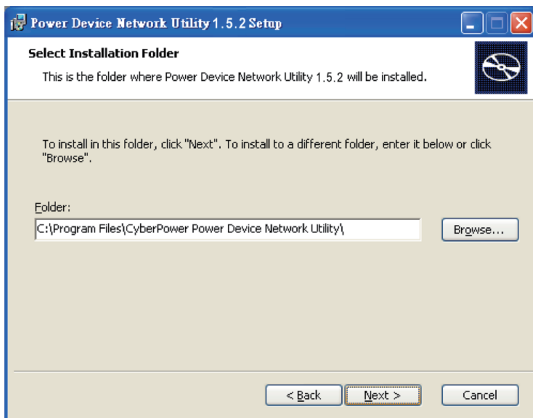 Power Device Network Utility 1.5.2 Setup
Select Installation Folder
This is the folder where Power Device Network Utility 1.5.2 will be installed.
To install in this folder, click "Next". To install to a different folder, enter it below or click
"Browse".
Folder:
C:\Program Files\CyberPower Power Device Network Utility\
Browse...
< Back
Next >
Cancel